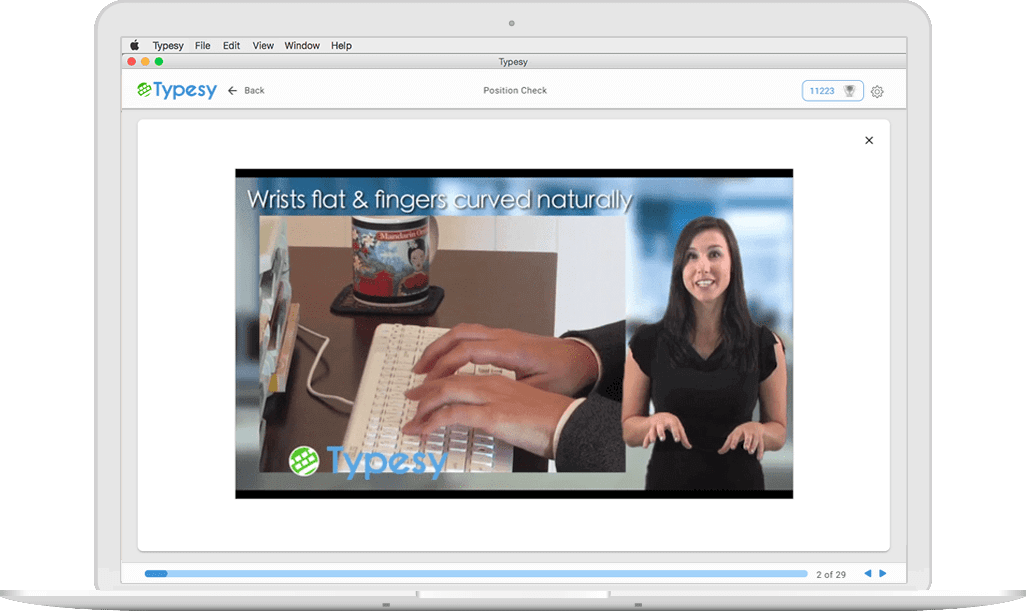 Typesy File Edit View Window Help
Typesy
Typesy
Back
Position Check
11223
Wrists flat & fingers curved naturally
Typesy
2 of 29